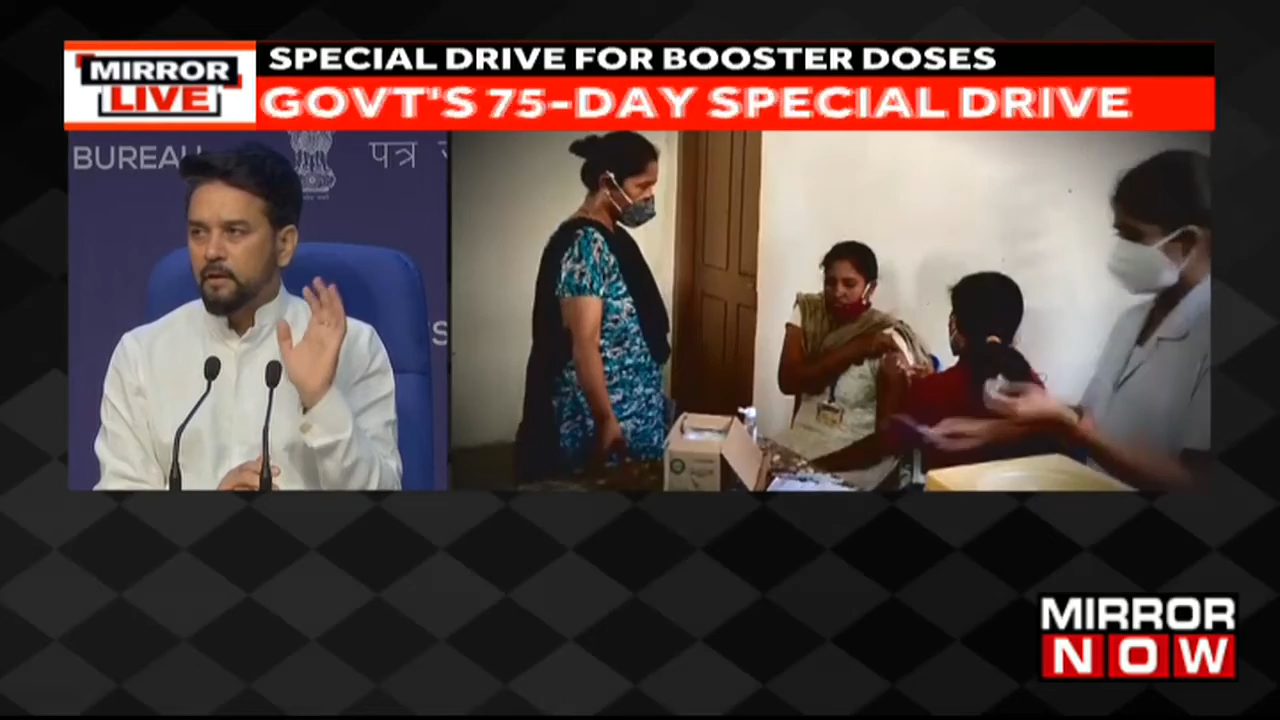 MIRROR
LIVE
SPECIAL DRIVE FOR BOOSTER DOSES
GOVT'S 75-DAY SPECIAL DRIVE
BUREAU
पत्र
MIRROR
NOW